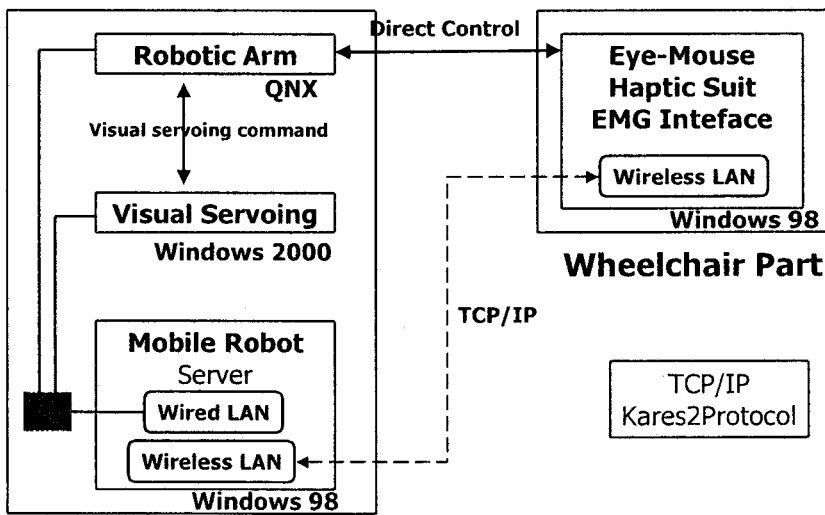 Direct Control
Robotic Arm
QNX
Visual servoing command
Visual Servoing
Windows 2000
Mobile Robot
Server
Wired LAN
Wireless LAN
Windows 98
TCP/IP
Eye-Mouse
Haptic Suit
EMG Inteface
Wireless LAN
Windows 98
Wheelchair Part
TCP/IP
Kares2Protocol